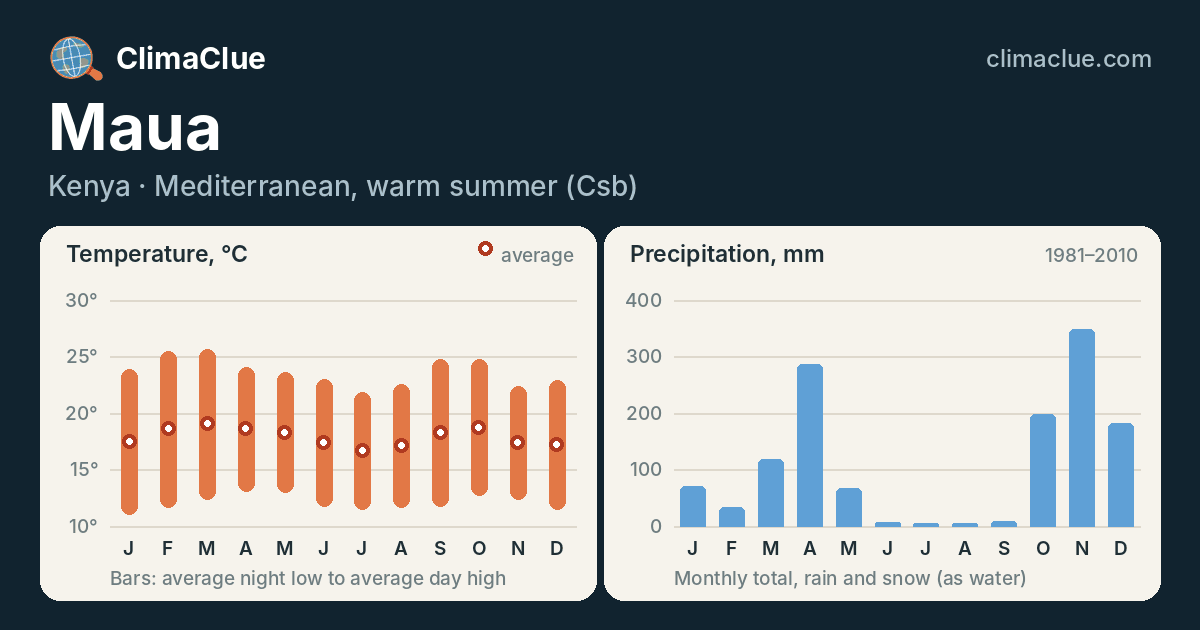 ClimaClue
climaclue.com
Maua
Kenya · Mediterranean, warm summer (Csb)
Temperature, °C
average
30°
25°
20°
15°
10°
J F M A M J J A S O N D
Bars: average night low to average day high
Precipitation, mm
1981–2010
400
300
200
100
0
J F M A M J J A S O N D
Monthly total, rain and snow (as water)